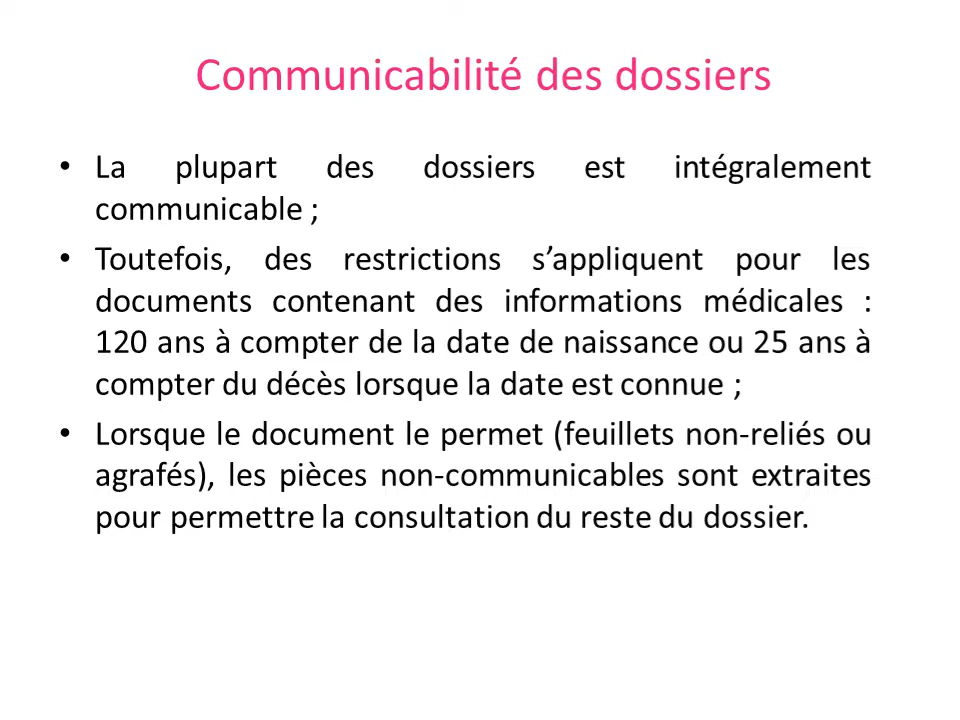 Communicabilité des dossiers
• La plupart des dossiers est intégralement
communicable ;
• Toutefois, des restrictions s’appliquent pour les
documents contenant des informations médicales :
120 ans à compter de la date de naissance ou 25 ans à
compter du décès lorsque la date est connue ;
• Lorsque le document le permet (feuillets non-reliés ou
agrafés), les pièces non-communicables sont extraites
pour permettre la consultation du reste du dossier.